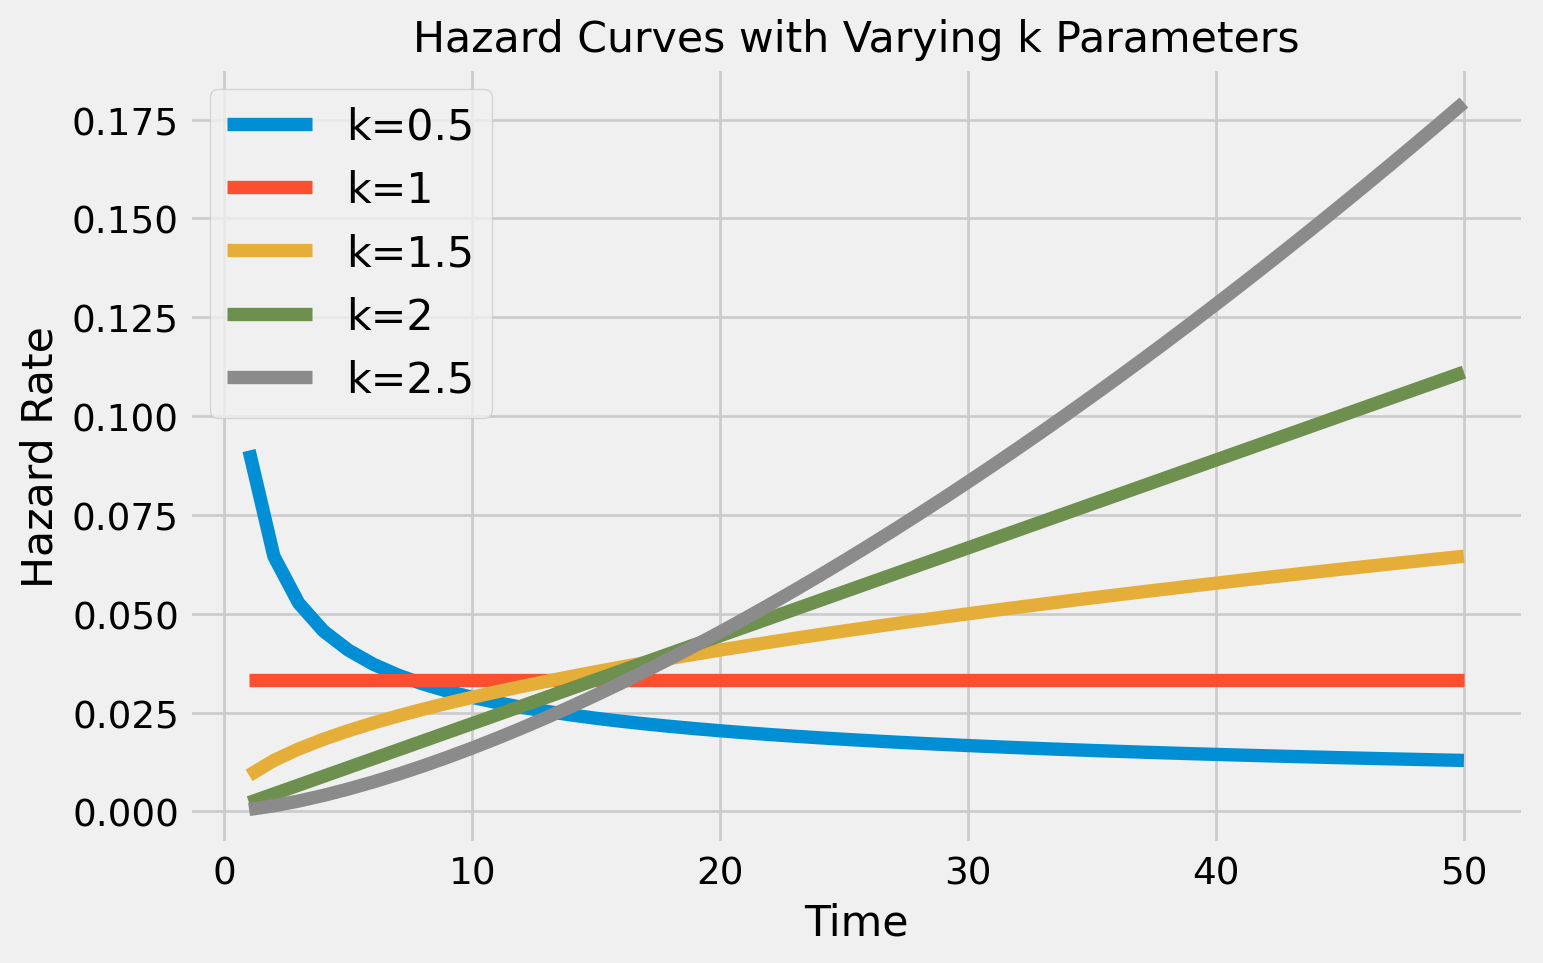 Hazard Curves with Varying k Parameters
k=0.5
k=1
k=1.5
k=2
k=2.5
Hazard Rate
0.175
0.150
0.125
0.100
0.075
0.050
0.025
0.000
0 10 20 30 40 50
Time